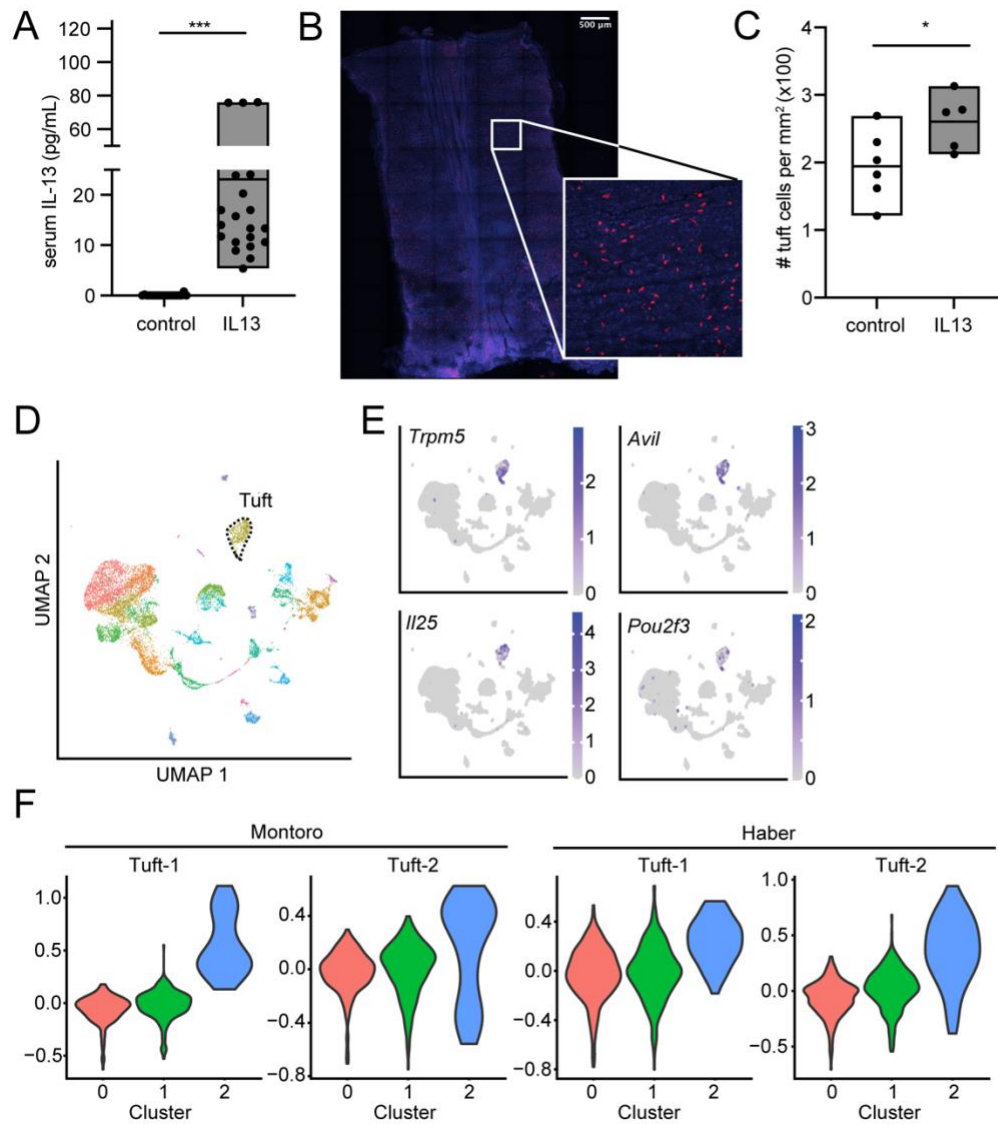 A
***
120
100
80
60
20
10
0
serum IL-13 (pg/mL)
control
IL13
B
500 µm
C
*
4
3
2
1
0
# tuft cells per mm² (x100)
control
IL13
D
Tuft
UMAP 2
UMAP 1
E
Trpm5
2
1
0
Avil
3
2
1
0
Il25
4
3
2
1
0
Pou2f3
2
1
0
F
Montoro
Haber
Tuft-1
1.0
0.5
0.0
−0.5
0 1 2
Cluster
Tuft-2
0.4
0.0
−0.4
−0.8
0 1 2
Cluster
Tuft-1
0.4
0.0
−0.4
−0.8
0 1 2
Cluster
Tuft-2
1.0
0.5
0.0
−0.5
0 1 2
Cluster